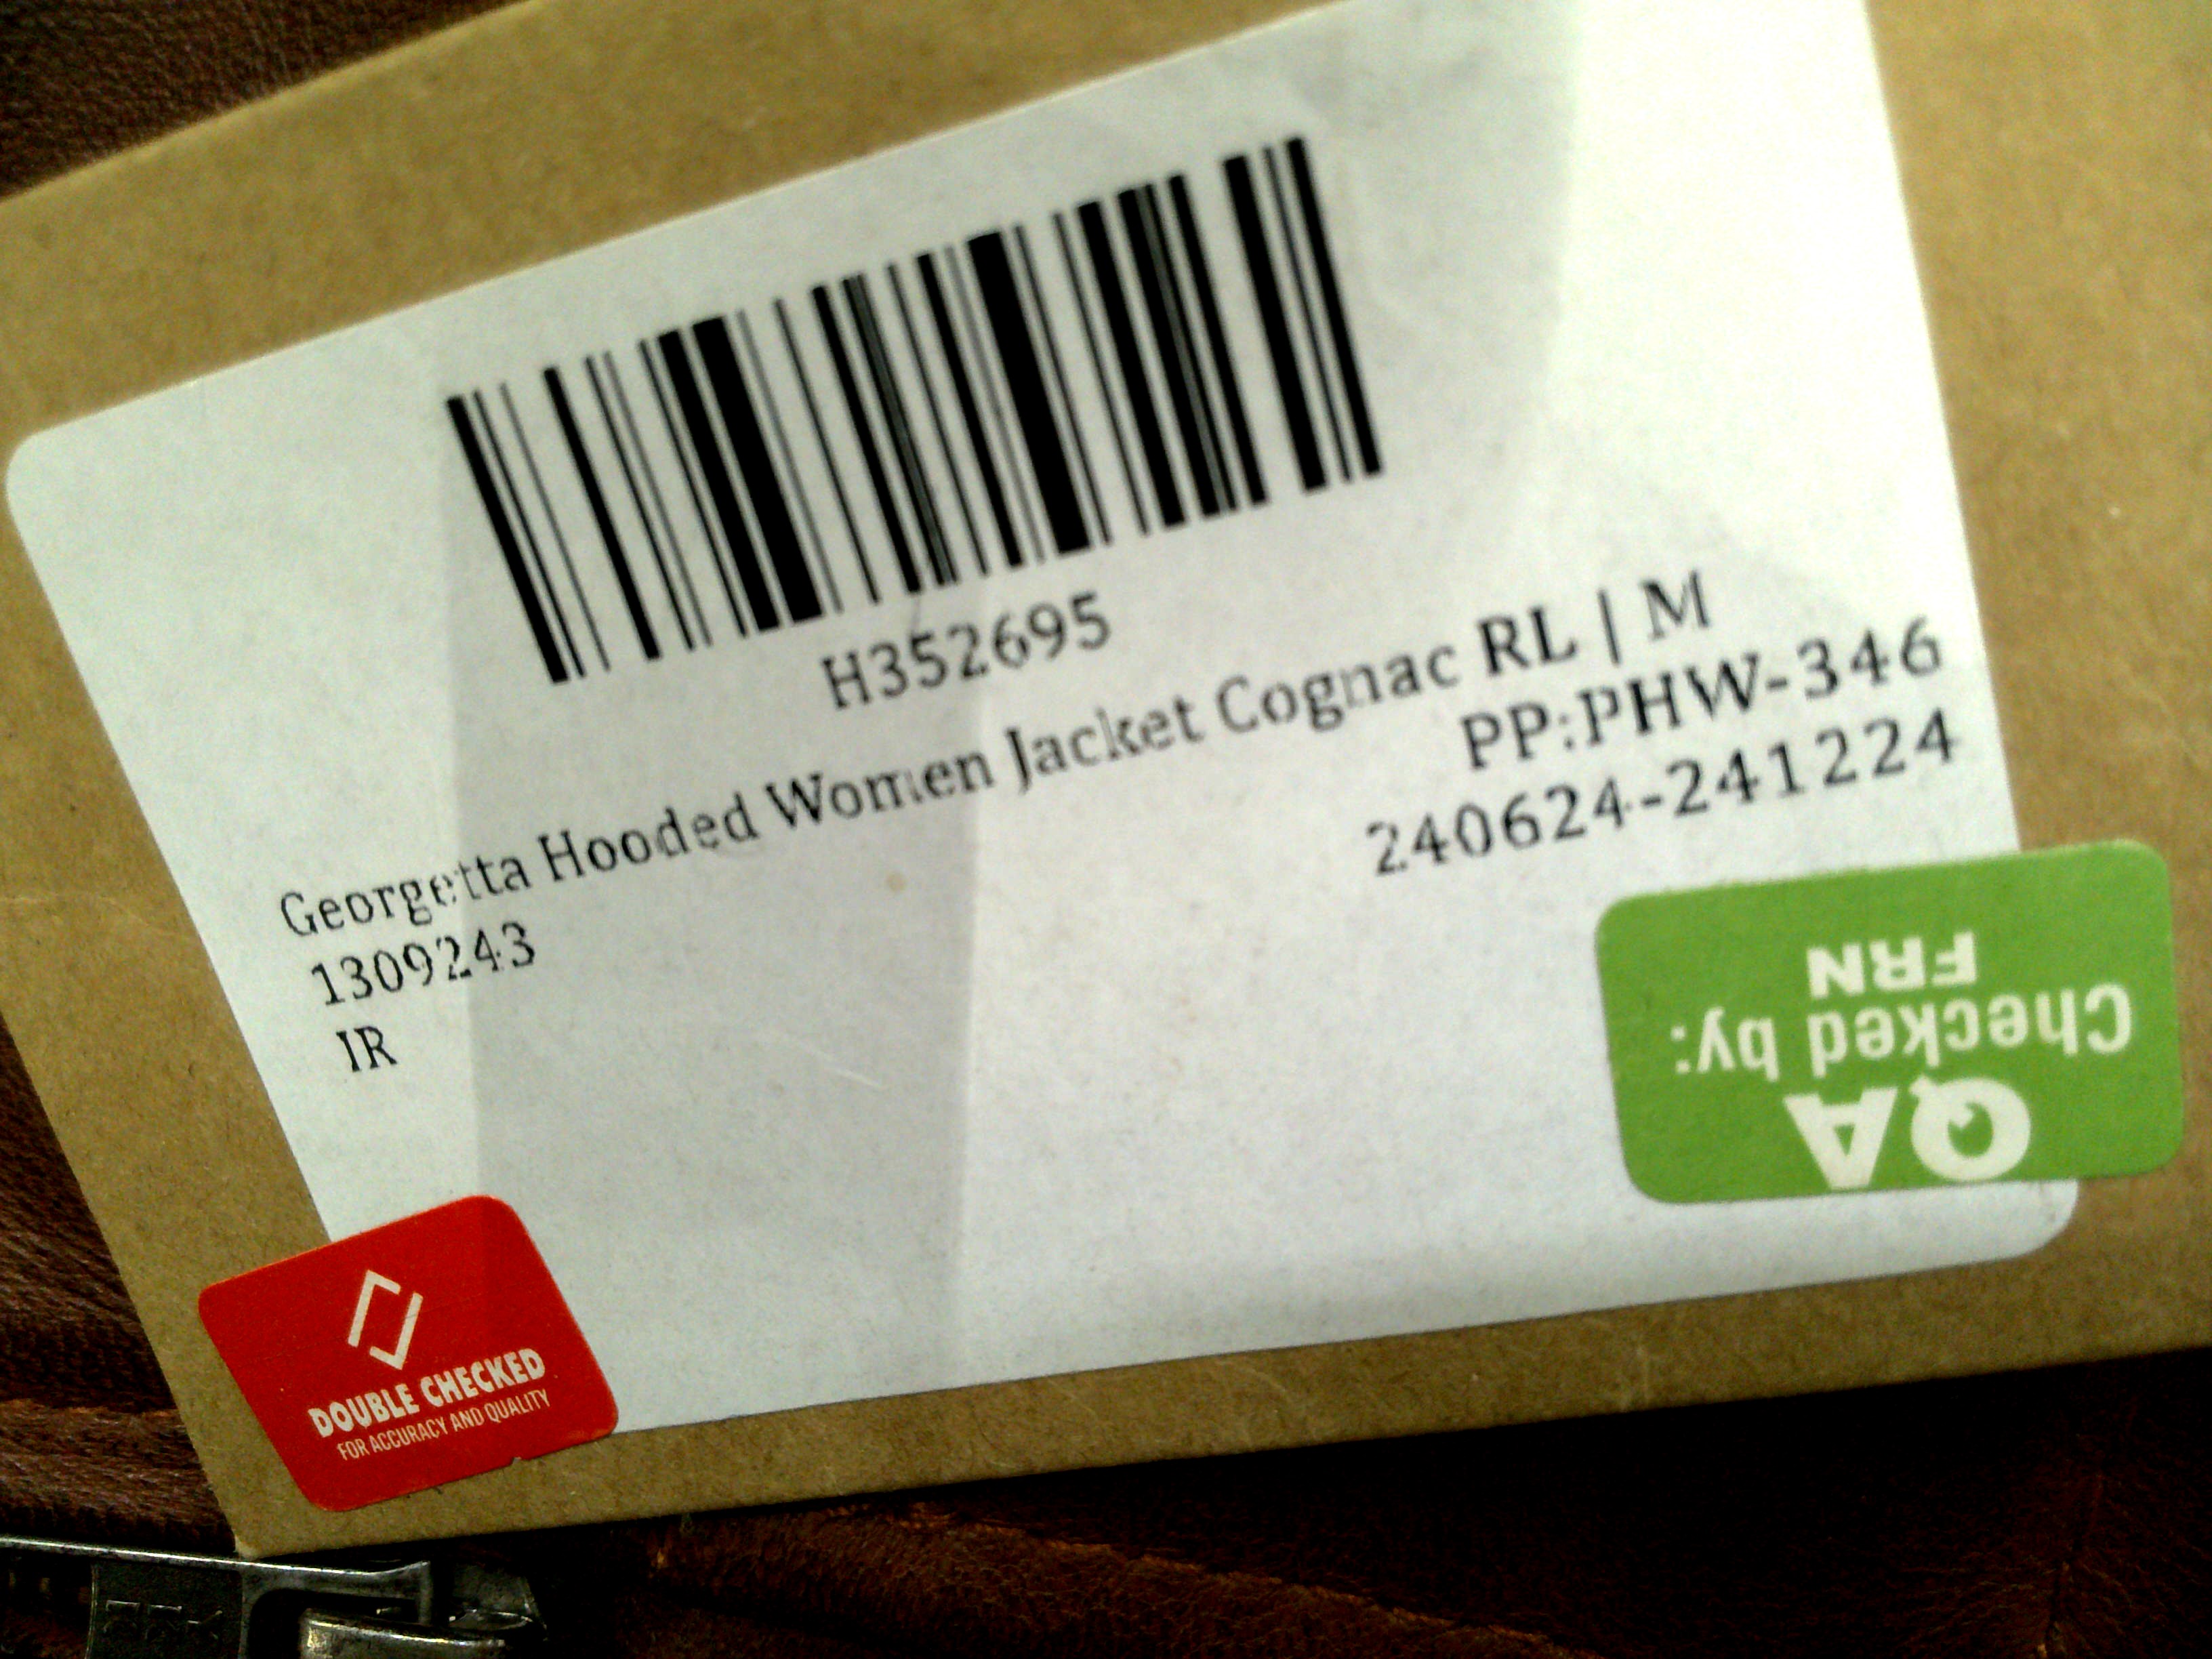 H352695
Georgetta Hooded Women Jacket Cognac RL | M
1309243
PP:PHW-346
IR
240624-241224
QA
Checked by:
FRN
DOUBLE CHECKED
FOR ACCURACY AND QUALITY